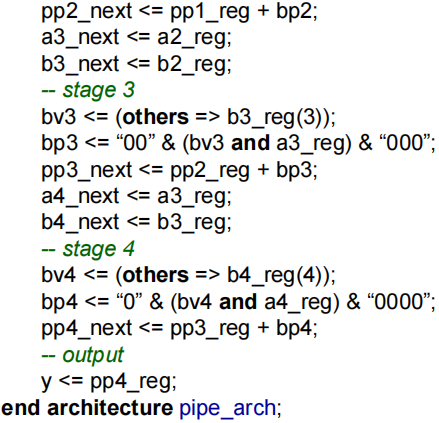 pp2_next <= pp1_reg + bp2;
a3_next <= a2_reg;
b3_next <= b2_reg;
-- stage 3
bv3 <= (others => b3_reg(3));
bp3 <= “00” & (bv3 and a3_reg) & “000”;
pp3_next <= pp2_reg + bp3;
a4_next <= a3_reg;
b4_next <= b3_reg;
-- stage 4
bv4 <= (others => b4_reg(4));
bp4 <= “0” & (bv4 and a4_reg) & “0000”;
pp4_next <= pp3_reg + bp4;
-- output
y <= pp4_reg;
end architecture pipe_arch;